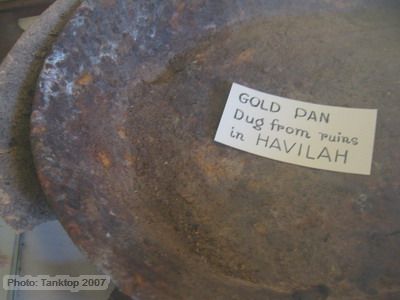 GOLD PAN
Dug from ruins
in HAVILAH
Photo: Tanktop 2007